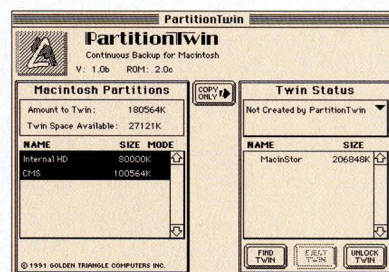 PartitionTwin
PartitionTwin
Continuous Backup for Macintosh
V: 1.0b ROM: 2.0c
Macintosh Partitions
Amount to Twin: 180564K
Twin Space Available: 27121K
NAME SIZE MODE
Internal HD 80000K
CMS 100564K
© 1991 GOLDEN TRIANGLE COMPUTERS INC.
COPY ONLY
Twin Status
Not Created by PartitionTwin
NAME SIZE
MacinStor 206848K
FIND TWIN
EJECT TWIN
UNLOCK TWIN